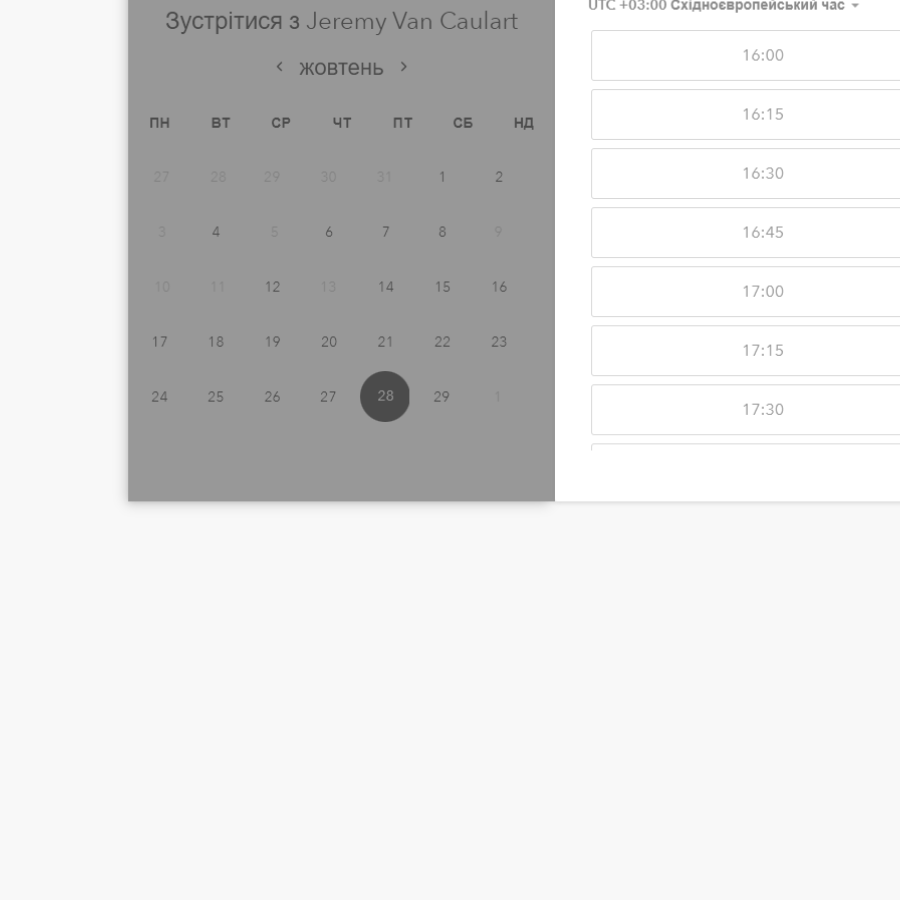 Зустрітися з Jeremy Van Caulart
жовтень
ПН ВТ СР ЧТ ПТ СБ НД
27 28 29 30 31 1 2
3 4 5 6 7 8 9
10 11 12 13 14 15 16
17 18 19 20 21 22 23
24 25 26 27 28 29 1
UTC +03:00 Східноєвропейський час
16:00
16:15
16:30
16:45
17:00
17:15
17:30